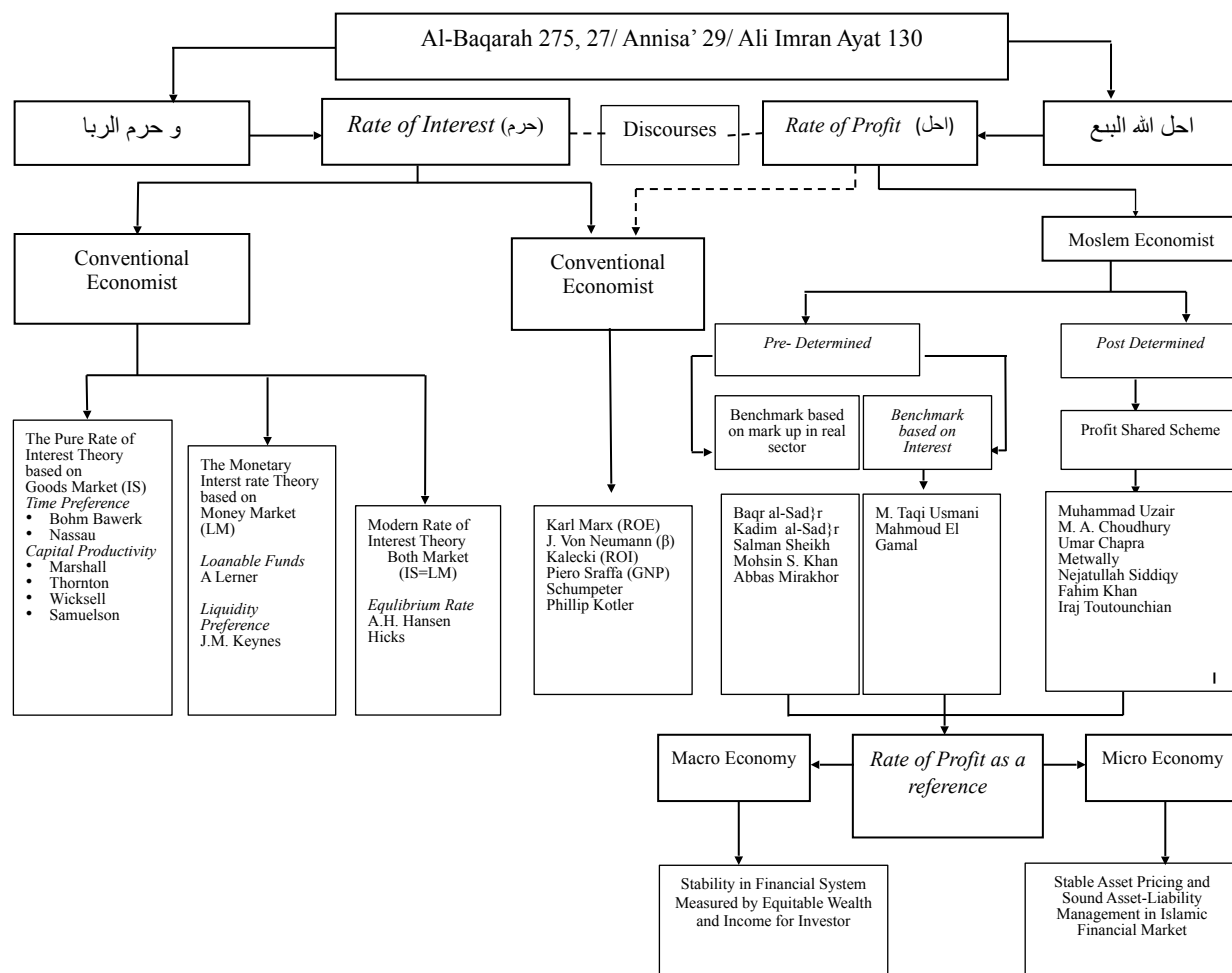 Al-Baqarah 275, 27/ Annisa’ 29/ Ali Imran Ayat 130
و حرم الربا
Rate of Interest (حرم)
Discourses
Rate of Profit (احل)
احل الله البيع
Conventional
Economist
Conventional
Economist
Moslem Economist
Pre- Determined
Post Determined
Benchmark based
on mark up in real
sector
Benchmark
based on
Interest
Profit Shared Scheme
The Pure Rate of
Interest Theory
based on
Goods Market (IS)
Time Preference
• Bohm Bawerk
• Nassau
Capital Productivity
• Marshall
• Thornton
• Wicksell
• Samuelson
The Monetary
Interst rate Theory
based on
Money Market
(LM)
Loanable Funds
A Lerner
Liquidity
Preference
J.M. Keynes
Modern Rate of
Interest Theory
Both Market
(IS=LM)
Equlibrium Rate
A.H. Hansen
Hicks
Karl Marx (ROE)
J. Von Neumann (β)
Kalecki (ROI)
Piero Sraffa (GNP)
Schumpeter
Phillip Kotler
Baqr al-Sad}r
Kadim al-Sad}r
Salman Sheikh
Mohsin S. Khan
Abbas Mirakhor
M. Taqi Usmani
Mahmoud El
Gamal
Muhammad Uzair
M. A. Choudhury
Umar Chapra
Metwally
Nejatullah Siddiqy
Fahim Khan
Iraj Toutounchian
ا
Macro Economy
Rate of Profit as a
reference
Micro Economy
Stability in Financial System
Measured by Equitable Wealth
and Income for Investor
Stable Asset Pricing and
Sound Asset-Liability
Management in Islamic
Financial Market